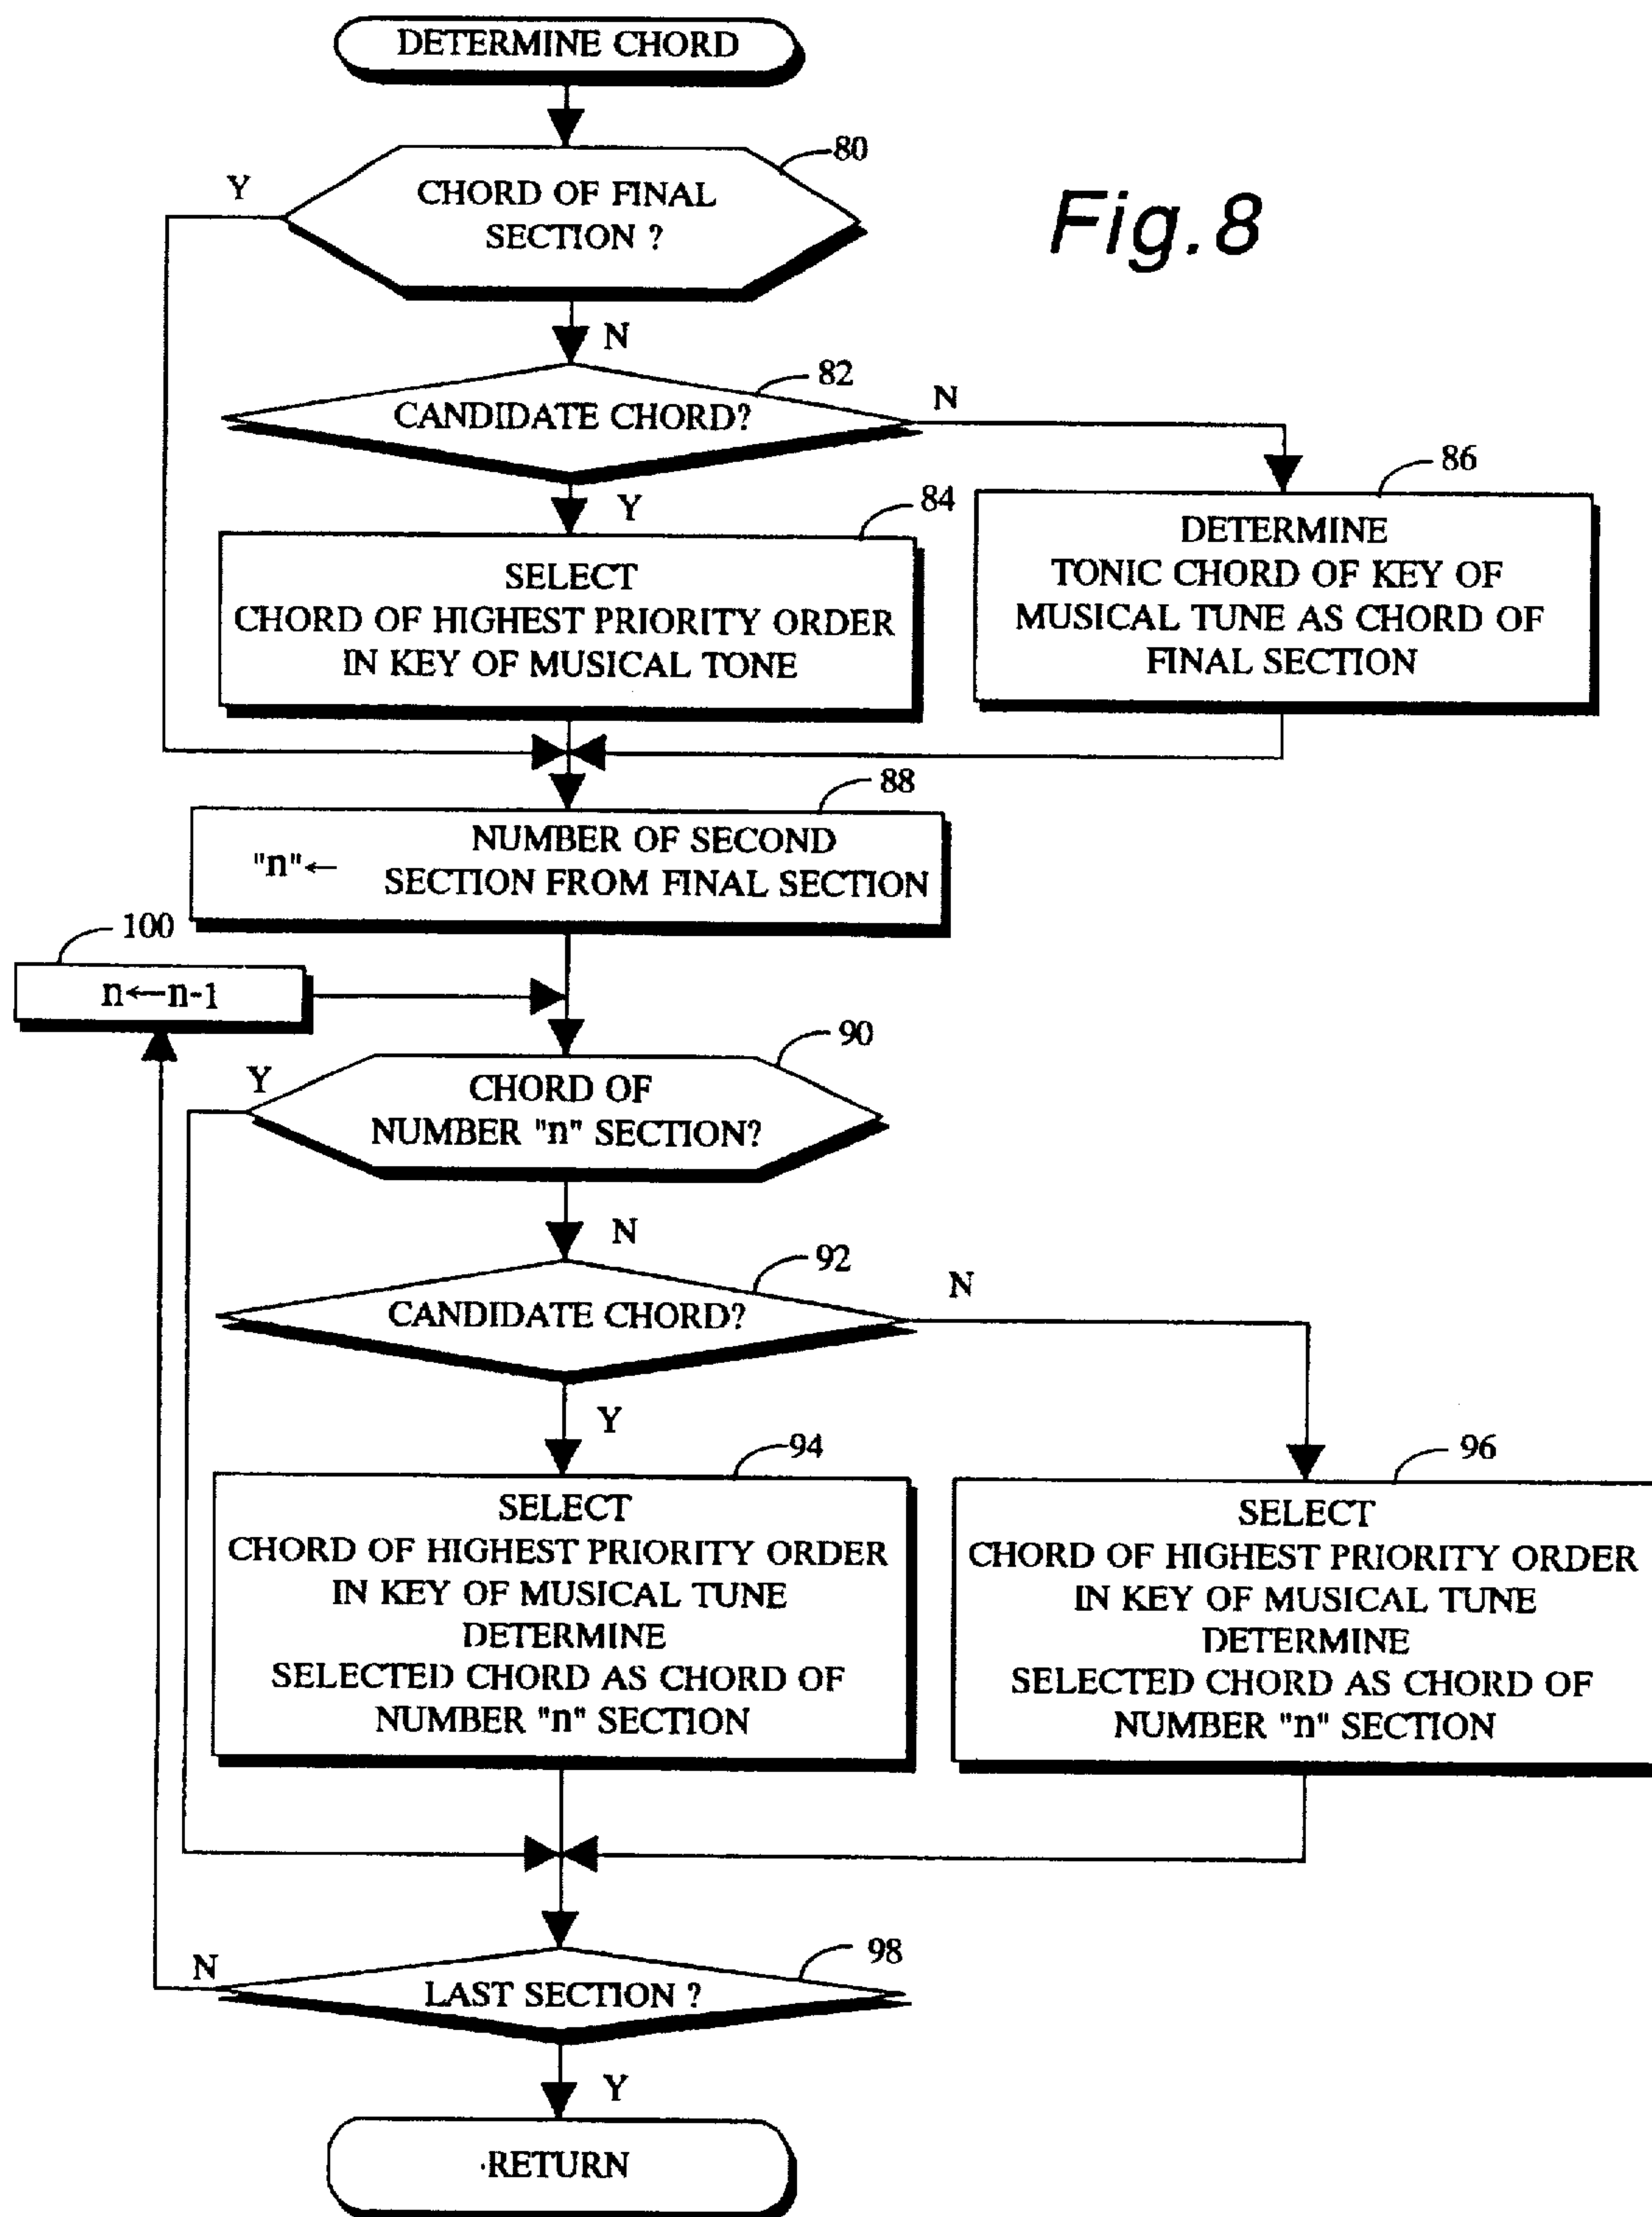 DETERMINE CHORD
80
Y
CHORD OF FINAL
SECTION ?
Fig.8
N
82
CANDIDATE CHORD?
N
86
Y
84
DETERMINE
TONIC CHORD OF KEY OF
MUSICAL TUNE AS CHORD OF
FINAL SECTION
SELECT
CHORD OF HIGHEST PRIORITY ORDER
IN KEY OF MUSICAL TONE
88
NUMBER OF SECOND
"n"←
SECTION FROM FINAL SECTION
100
n←n-1
90
Y
CHORD OF
NUMBER "n" SECTION?
N
92
CANDIDATE CHORD?
N
Y
94
SELECT
CHORD OF HIGHEST PRIORITY ORDER
IN KEY OF MUSICAL TUNE
DETERMINE
SELECTED CHORD AS CHORD OF
NUMBER "n" SECTION
96
SELECT
CHORD OF HIGHEST PRIORITY ORDER
IN KEY OF MUSICAL TUNE
DETERMINE
SELECTED CHORD AS CHORD OF
NUMBER "n" SECTION
98
N
LAST SECTION ?
Y
RETURN